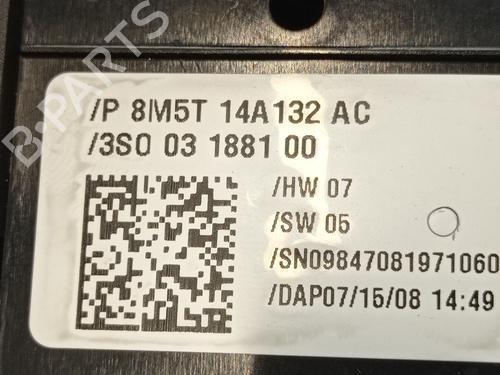 /P 8M5T 14A132 AC
/3S0 03 1881 00
/HW 07
/SW 05
/SN09847081971060
/DAP07/15/08 14:49
B-PARTS